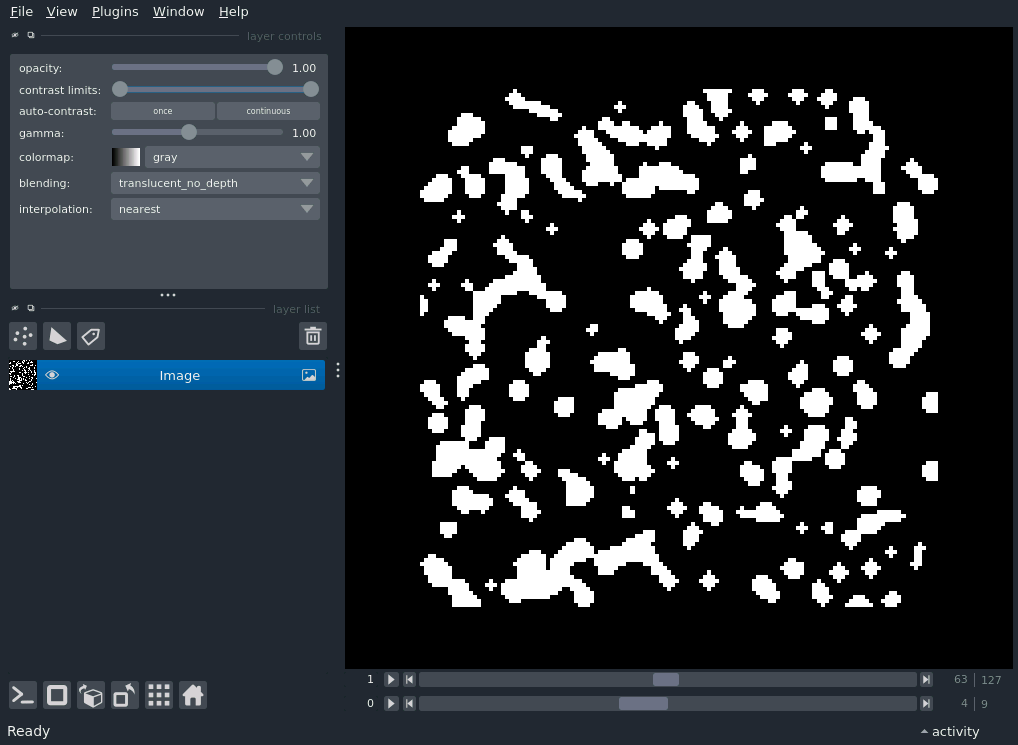 File View Plugins Window Help
layer controls
opacity: 1.00
contrast limits:
auto-contrast: once continuous
gamma: 1.00
colormap: gray
blending: translucent_no_depth
interpolation: nearest
layer list
Image
1 63 127
0 4 9
Ready activity